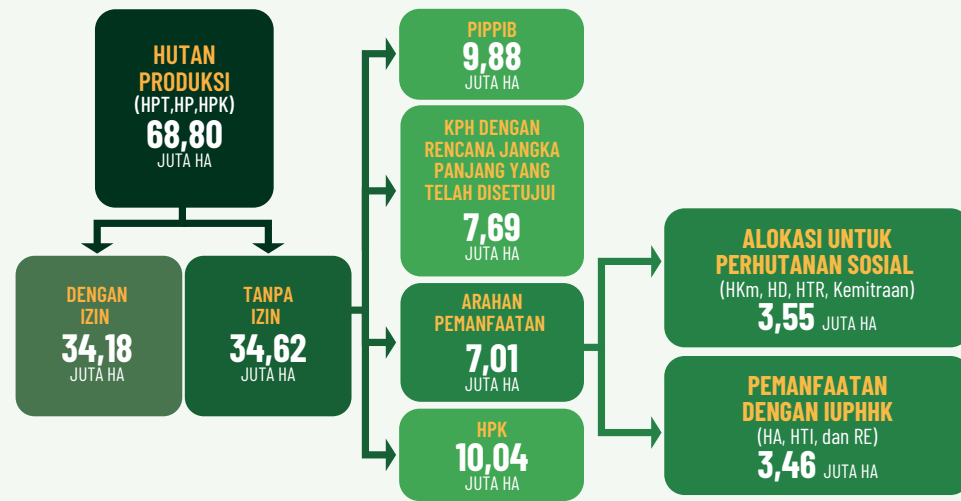 HUTAN
PRODUKSI
(HPT,HP,HPK)
68,80
JUTA HA
DENGAN
IZIN
34,18
JUTA HA
TANPA
IZIN
34,62
JUTA HA
PIPPIB
9,88
JUTA HA
KPH DENGAN
RENCANA JANGKA
PANJANG YANG
TELAH DISETUJUI
7,69
JUTA HA
ARAHAN
PEMANFAATAN
7,01
JUTA HA
HPK
10,04
JUTA HA
ALOKASI UNTUK
PERHUTANAN SOSIAL
(HKm, HD, HTR, Kemitraan)
3,55 JUTA HA
PEMANFAATAN
DENGAN IUPHHK
(HA, HTI, dan RE)
3,46 JUTA HA